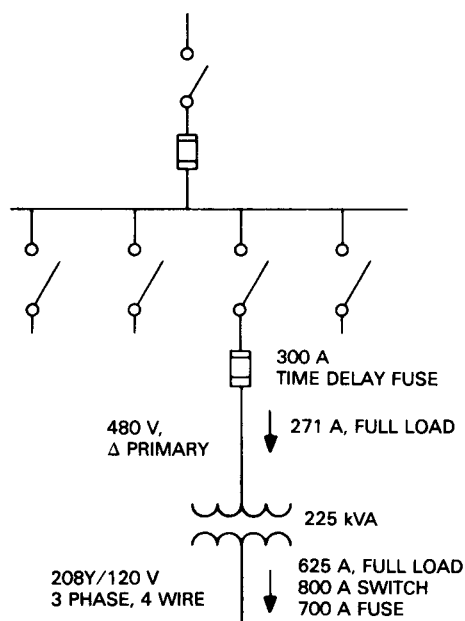 300 A
TIME DELAY FUSE
480 V,
Δ PRIMARY
271 A, FULL LOAD
225 kVA
208Y/120 V
3 PHASE, 4 WIRE
625 A, FULL LOAD
800 A SWITCH
700 A FUSE